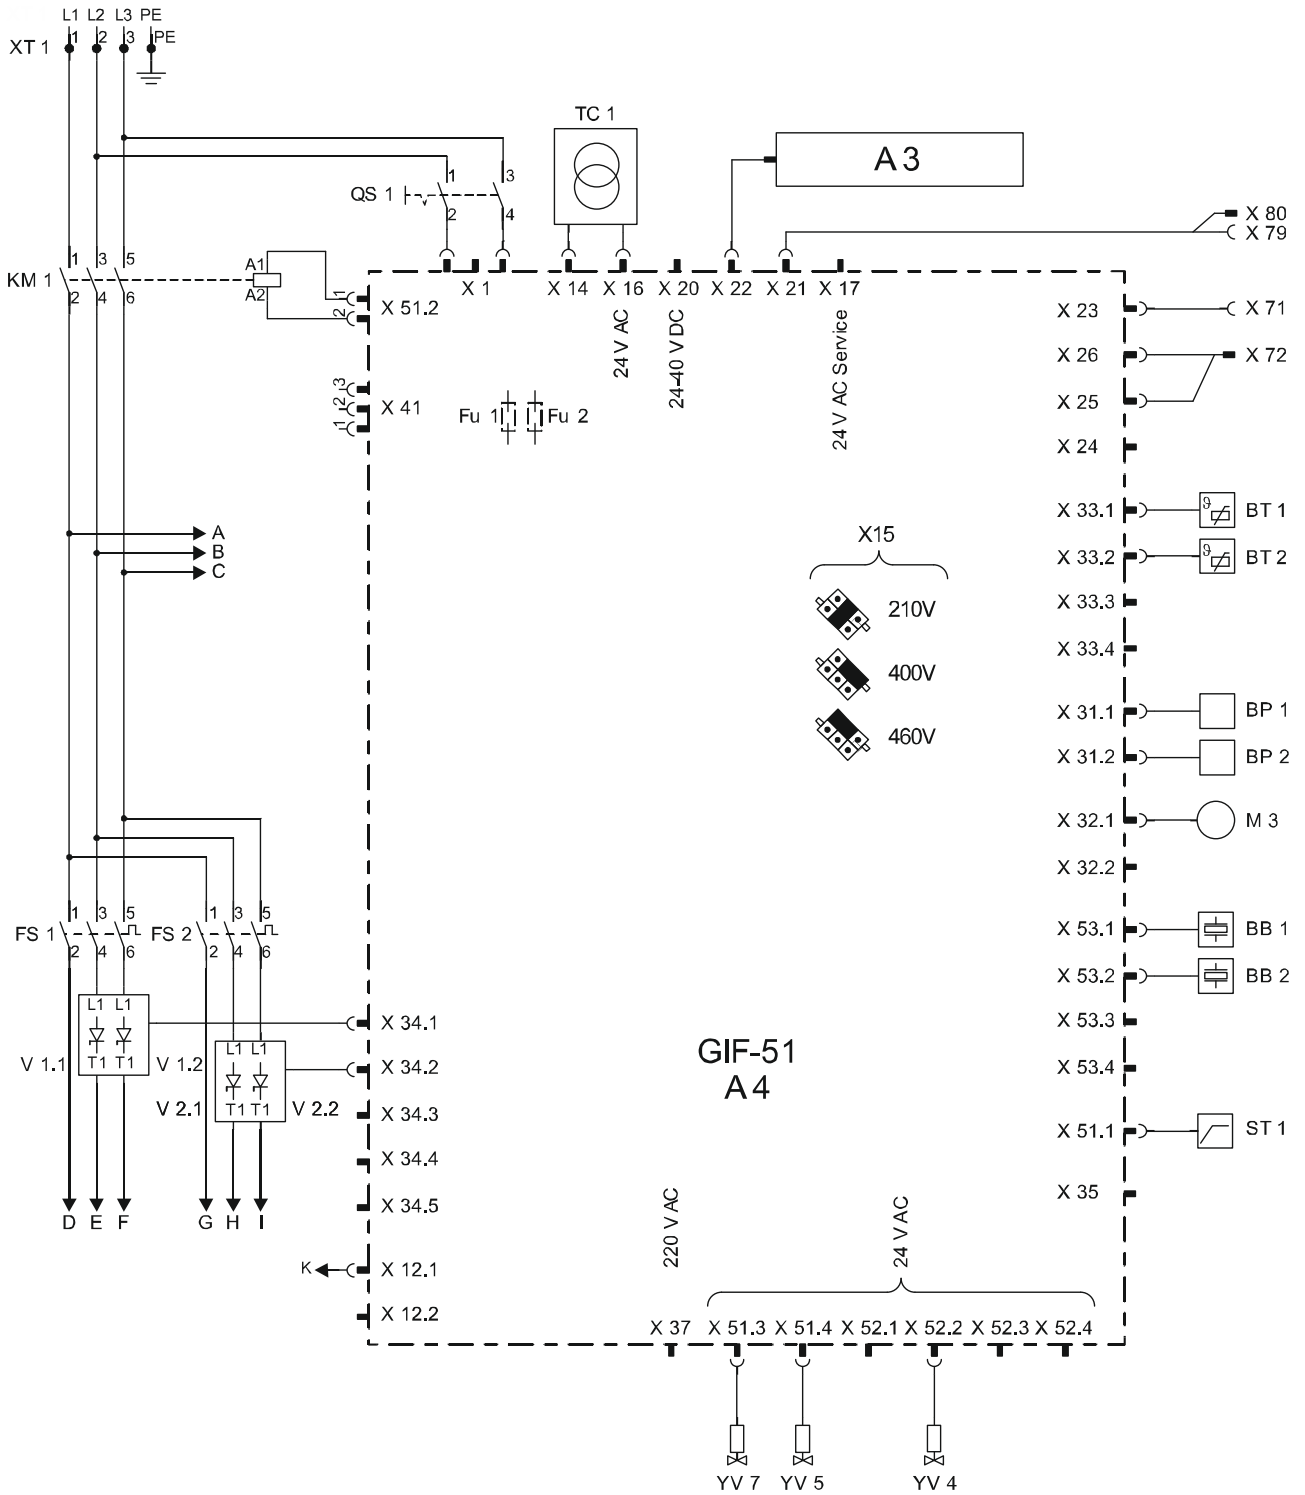 L1 L2 L3 PE
XT 1 1 2 3 PE
TC 1
A 3
QS 1 1 3
2 4
X 80
X 79
KM 1 1 3 5
2 4 6
A1
A2
1
2
X 51.2
X 1 X 14 X 16 X 20 X 22 X 21 X 17
24 V AC
24-40 V DC
24 V AC Service
3
2
1
X 41
Fu 1 Fu 2
X 23 X 71
X 26 X 72
X 25
X 24
A
B
C
X 33.1 ϑ BT 1
X 33.2 ϑ BT 2
X 33.3
X 33.4
X15
210V
400V
460V
X 31.1 BP 1
X 31.2 BP 2
X 32.1 M 3
X 32.2
FS 1 1 3 5
2 4 6
FS 2 1 3 5
2 4 6
X 53.1 BB 1
X 53.2 BB 2
X 53.3
X 53.4
L1 L1
V 1.1 T1 T1 V 1.2
L1 L1
V 2.1 T1 T1 V 2.2
X 34.1
X 34.2
X 34.3
X 34.4
X 34.5
GIF-51
A 4
X 51.1 ST 1
X 35
D E F G H I
K X 12.1
X 12.2
220 V AC
24 V AC
X 37 X 51.3 X 51.4 X 52.1 X 52.2 X 52.3 X 52.4
YV 7 YV 5 YV 4